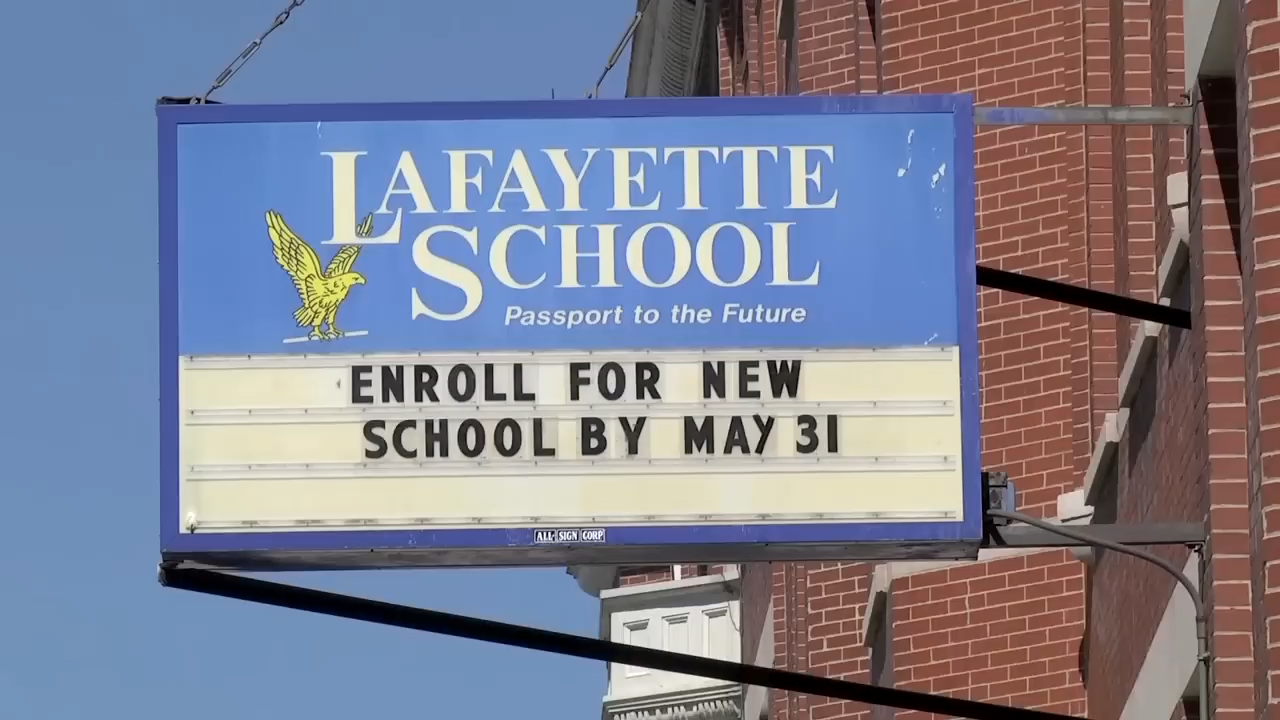 LAFAYETTE
SCHOOL
Passport to the Future
ENROLL FOR NEW
SCHOOL BY MAY 31
ALL-SIGN CORP